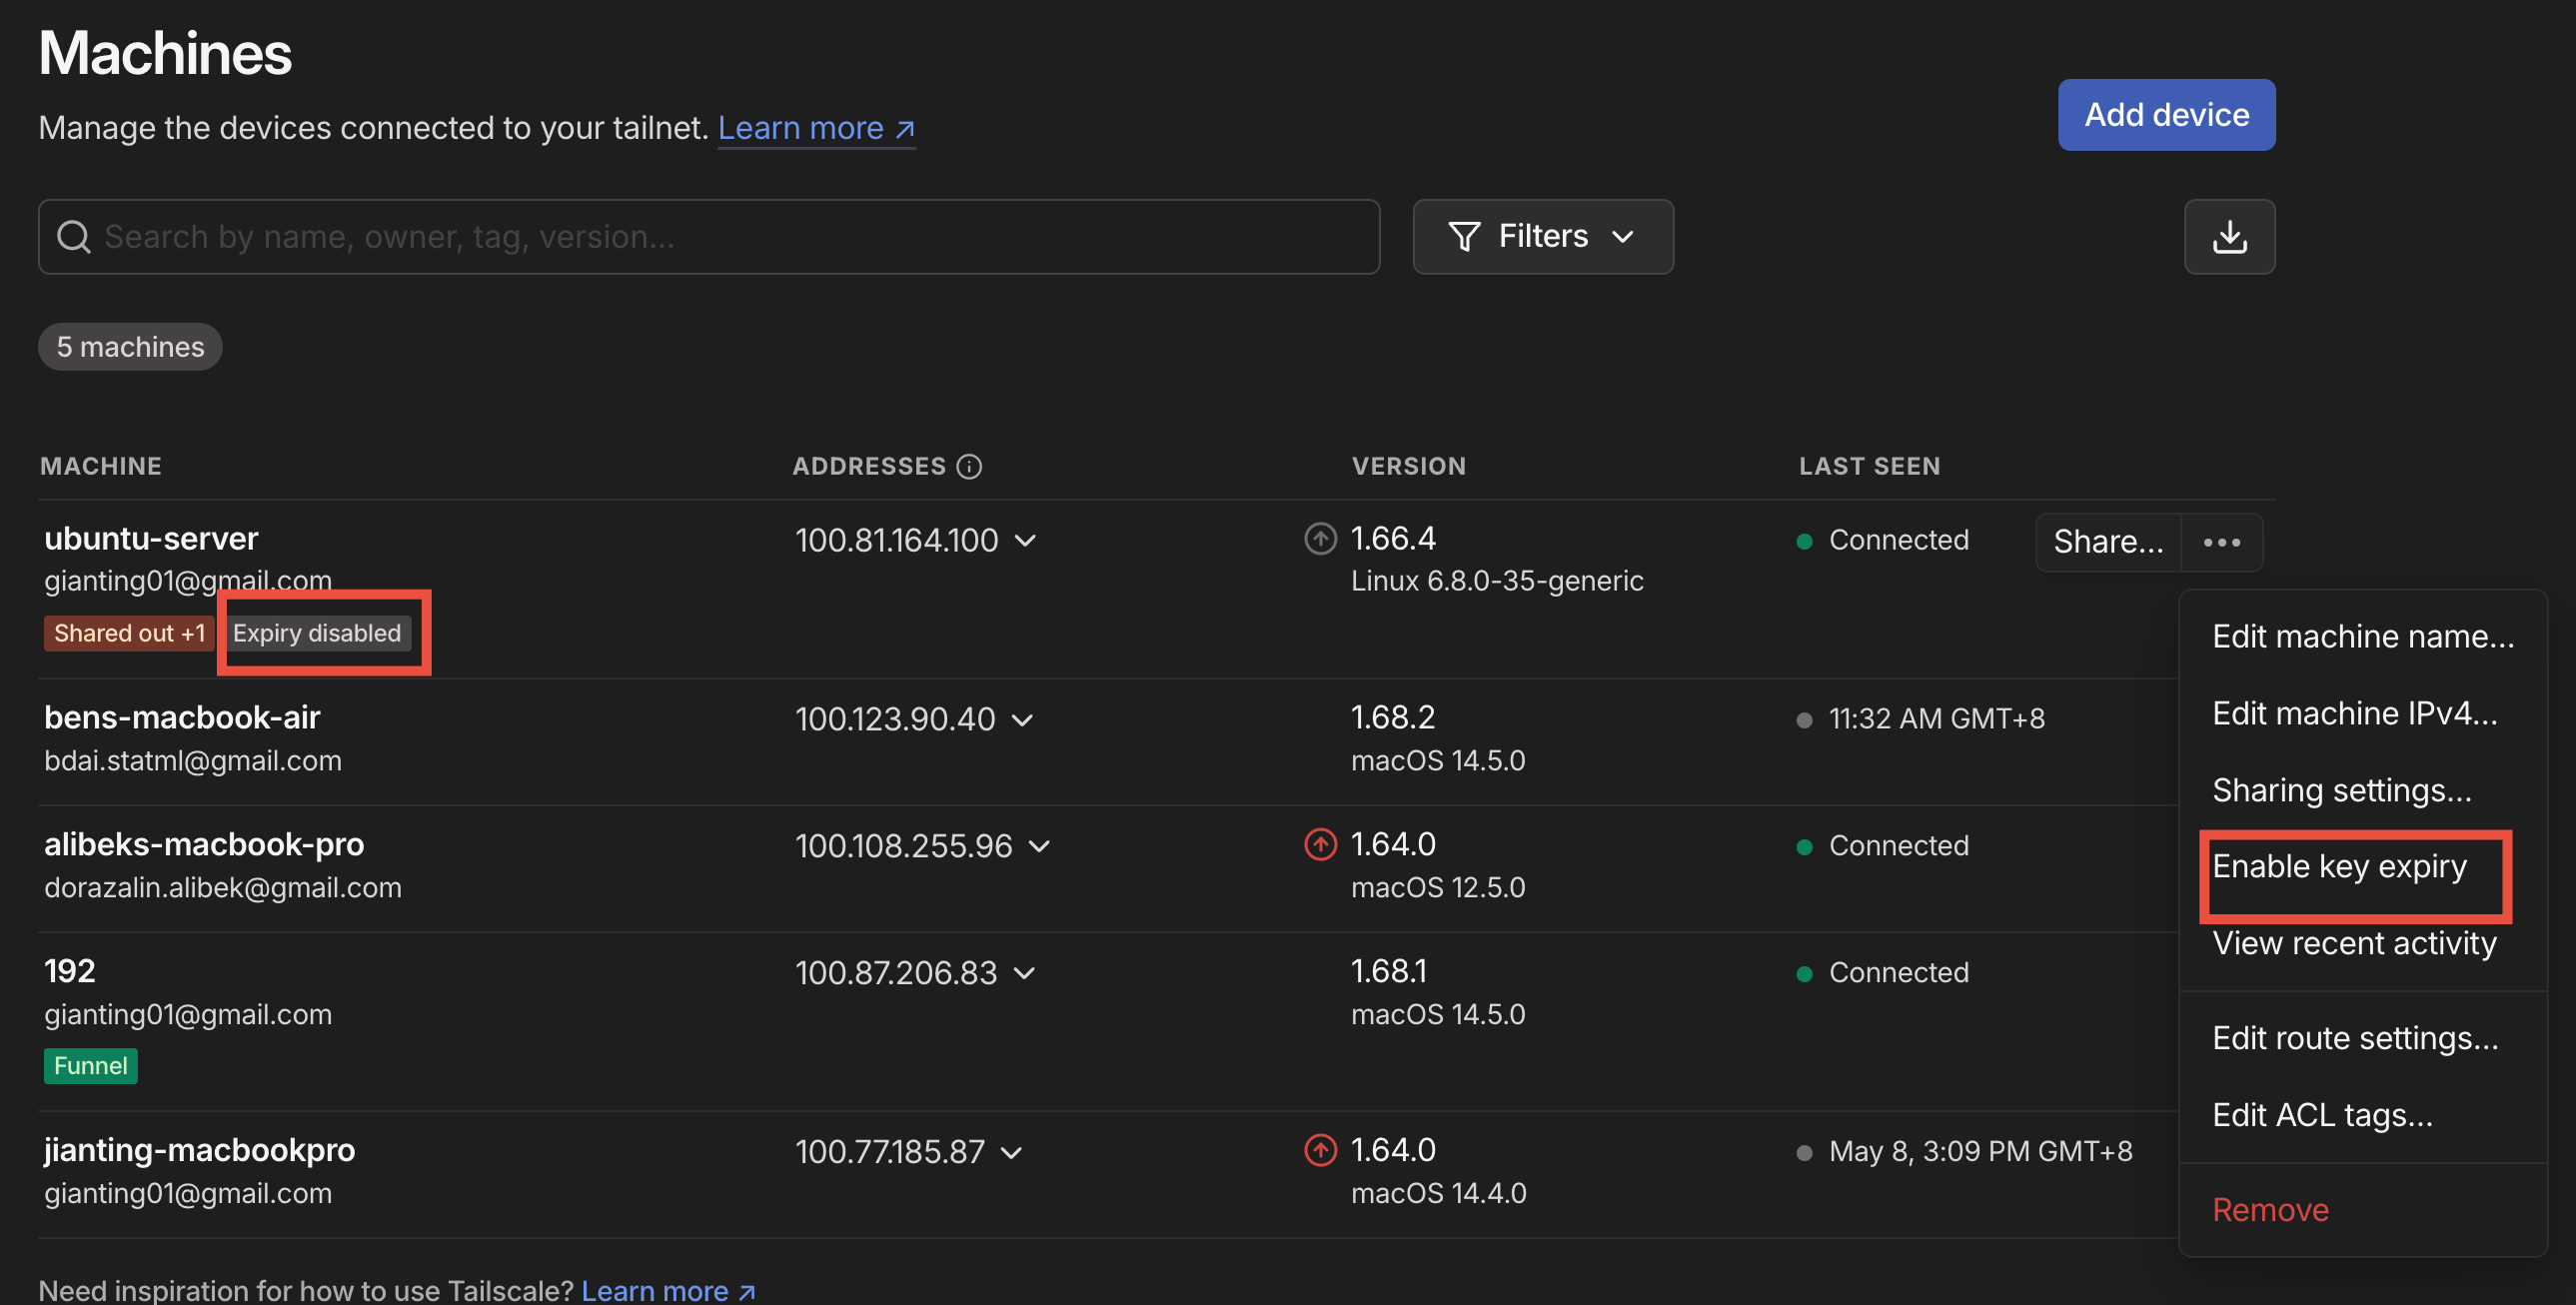 Machines
Manage the devices connected to your tailnet. Learn more ↗
Add device
Search by name, owner, tag, version...
Filters
5 machines
MACHINE ADDRESSES VERSION LAST SEEN
ubuntu-server 100.81.164.100 1.66.4 Connected Share... •••
gianting01@gmail.com Linux 6.8.0-35-generic
Shared out +1 Expiry disabled
bens-macbook-air 100.123.90.40 1.68.2 11:32 AM GMT+8
bdai.statml@gmail.com macOS 14.5.0
alibeks-macbook-pro 100.108.255.96 1.64.0 Connected
dorazalin.alibek@gmail.com macOS 12.5.0
192 100.87.206.83 1.68.1 Connected
gianting01@gmail.com macOS 14.5.0
Funnel
jianting-macbookpro 100.77.185.87 1.64.0 May 8, 3:09 PM GMT+8
gianting01@gmail.com macOS 14.4.0
Edit machine name...
Edit machine IPv4...
Sharing settings...
Enable key expiry
View recent activity
Edit route settings...
Edit ACL tags...
Remove
Need inspiration for how to use Tailscale? Learn more ↗